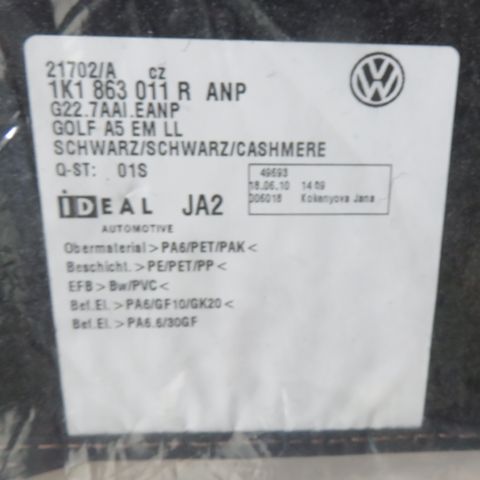 21702/A CZ
1K1 863 011 R ANP
G22.7AAI.EANP
GOLF A5 EM LL
SCHWARZ/SCHWARZ/CASHMERE
Q-ST: 01S
49693
18.06.10 14:09
006018 Kokenyova Jana
iDEAL JA2
AUTOMOTIVE
Obermaterial>PA6/PET/PAK<
Beschicht.>PE/PET/PP<
EFB>Bw/PVC<
Bef.El.>PA6/GF10/GK20<
Bef.El.>PA6.6/30GF